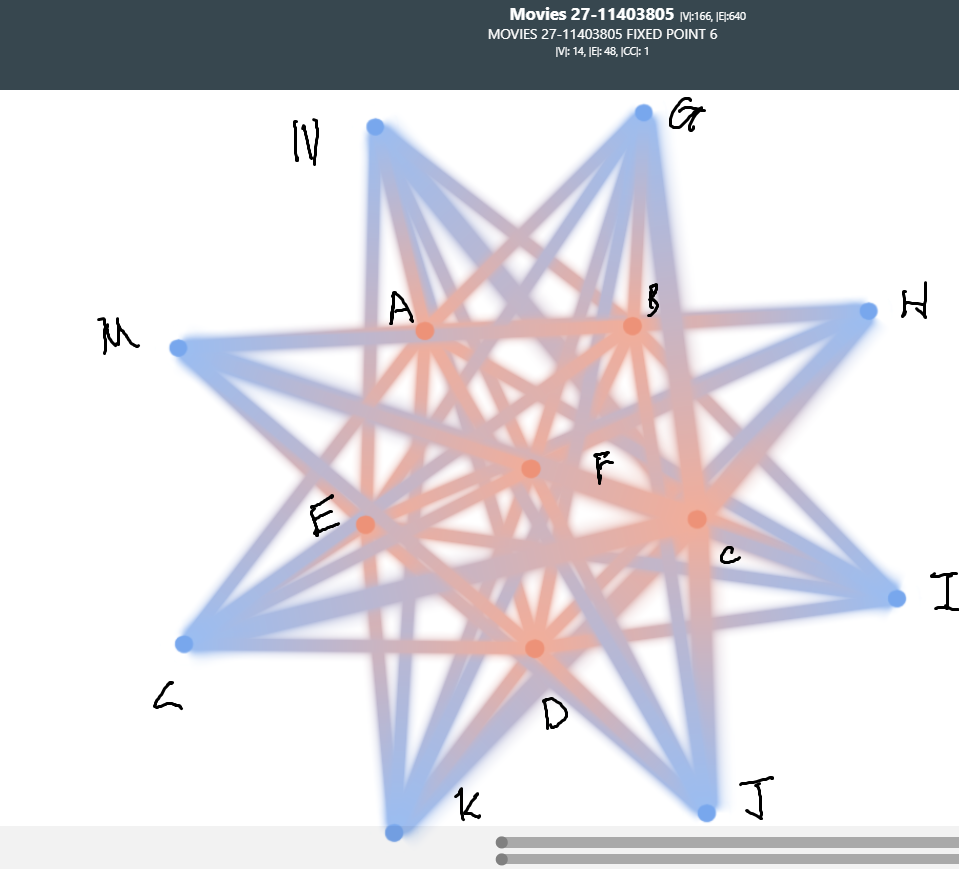 Movies 27-11403805 |V|:166, |E|:640
MOVIES 27-11403805 FIXED POINT 6
|V|: 14, |E|: 48, |CC|: 1
N
G
A
B
H
M
F
E
C
I
L
D
K
J